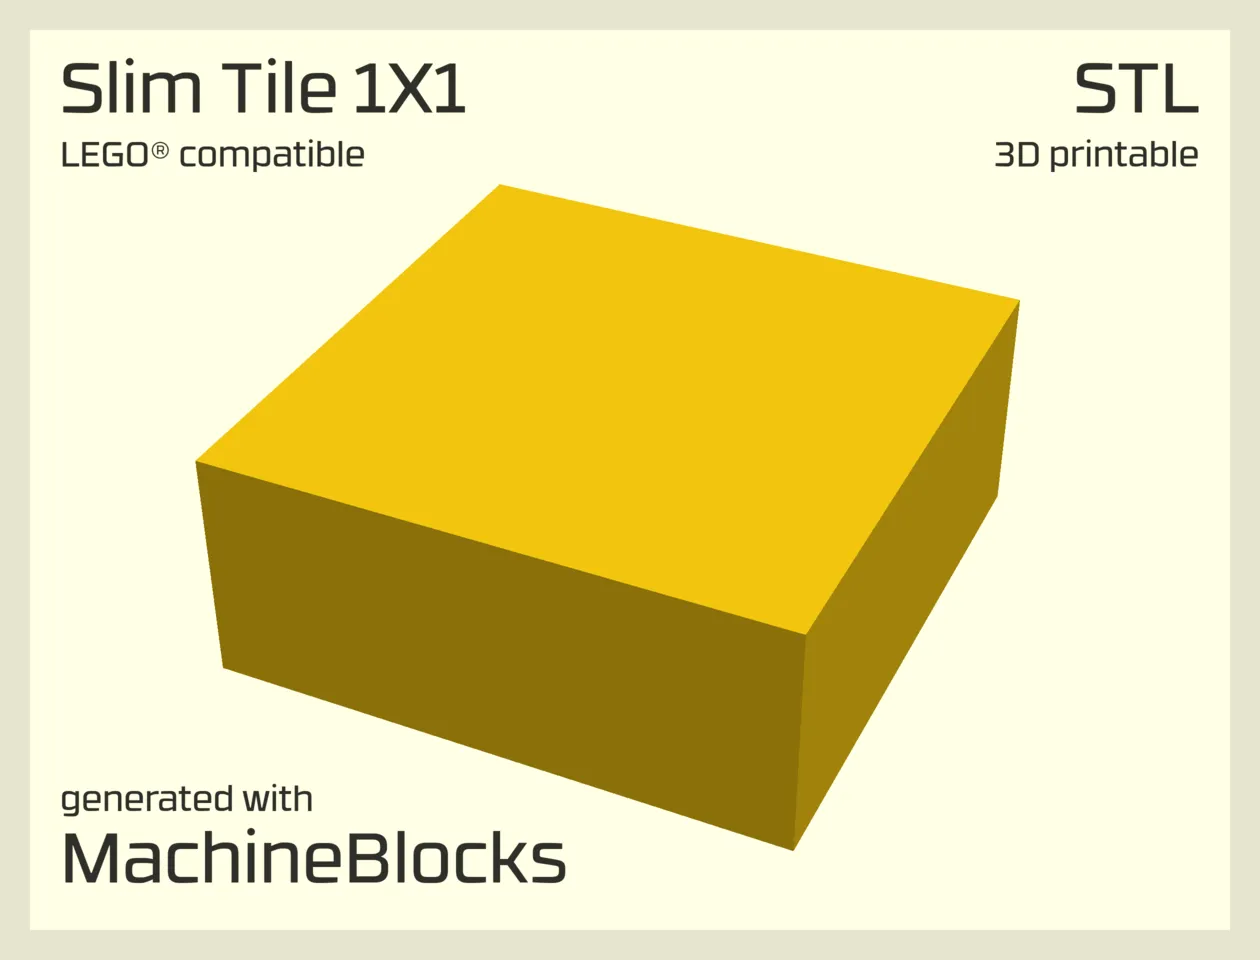 Slim Tile 1X1
LEGO® compatible
STL
3D printable
generated with
MachineBlocks